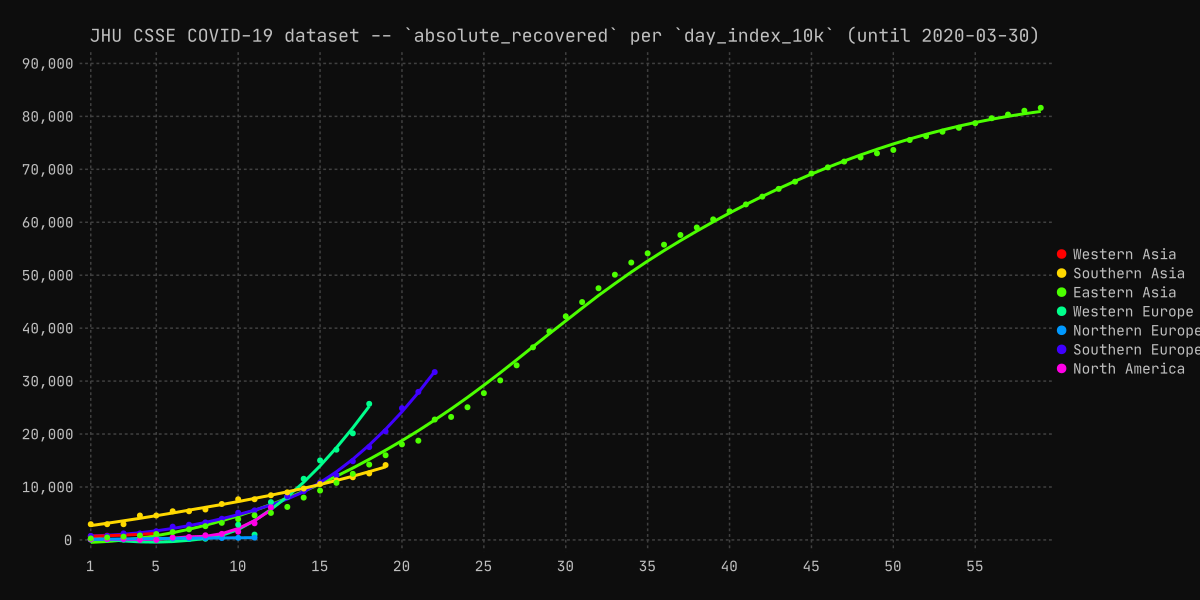 JHU CSSE COVID-19 dataset -- `absolute_recovered` per `day_index_10k` (until 2020-03-30)
90,000
80,000
70,000
60,000
50,000
40,000
30,000
20,000
10,000
0
1 5 10 15 20 25 30 35 40 45 50 55
Western Asia
Southern Asia
Eastern Asia
Western Europe
Northern Europe
Southern Europe
North America